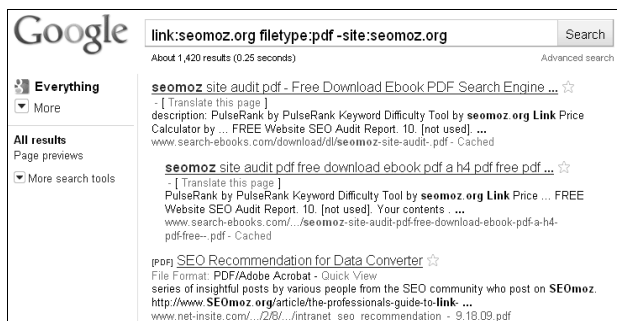 Google
link:seomoz.org filetype:pdf -site:seomoz.org
Search
About 1,420 results (0.25 seconds)
Advanced search
Everything
More
All results
Page previews
More search tools
seomoz site audit pdf - Free Download Ebook PDF Search Engine ...
- [ Translate this page ]
description: PulseRank by PulseRank Keyword Difficulty Tool by seomoz.org Link Price
Calculator by ... FREE Website SEO Audit Report. 10. [not used]. ...
www.search-ebooks.com/download/dl/seomoz-site-audit-.pdf - Cached
seomoz site audit pdf free download ebook pdf a h4 pdf free pdf ...
- [ Translate this page ]
PulseRank by PulseRank Keyword Difficulty Tool by seomoz.org Link Price ... FREE
Website SEO Audit Report. 10. [not used]. Your contents . ...
www.search-ebooks.com/.../seomoz-site-audit-pdf-free-download-ebook-pdf-a-h4-
pdf-free--.pdf - Cached
[PDF] SEO Recommendation for Data Converter
File Format: PDF/Adobe Acrobat - Quick View
series of insightful posts by various people from the SEO community who post on SEOmoz.
http://www.SEOmoz.org/article/the-professionals-guide-to-link- ...
www.net-insite.com/.../2/8/.../intranet_seo_recommendation_-_9.18.09.pdf